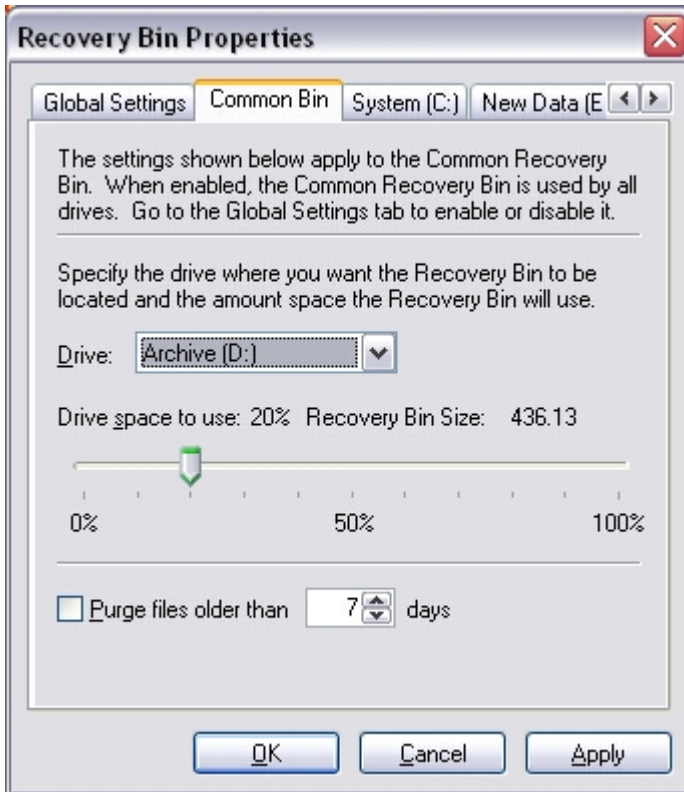 Recovery Bin Properties
Global Settings Common Bin System (C:) New Data (E
The settings shown below apply to the Common Recovery
Bin. When enabled, the Common Recovery Bin is used by all
drives. Go to the Global Settings tab to enable or disable it.
Specify the drive where you want the Recovery Bin to be
located and the amount space the Recovery Bin will use.
Drive: Archive (D:)
Drive space to use: 20% Recovery Bin Size: 436.13
0% 50% 100%
Purge files older than 7 days
OK Cancel Apply